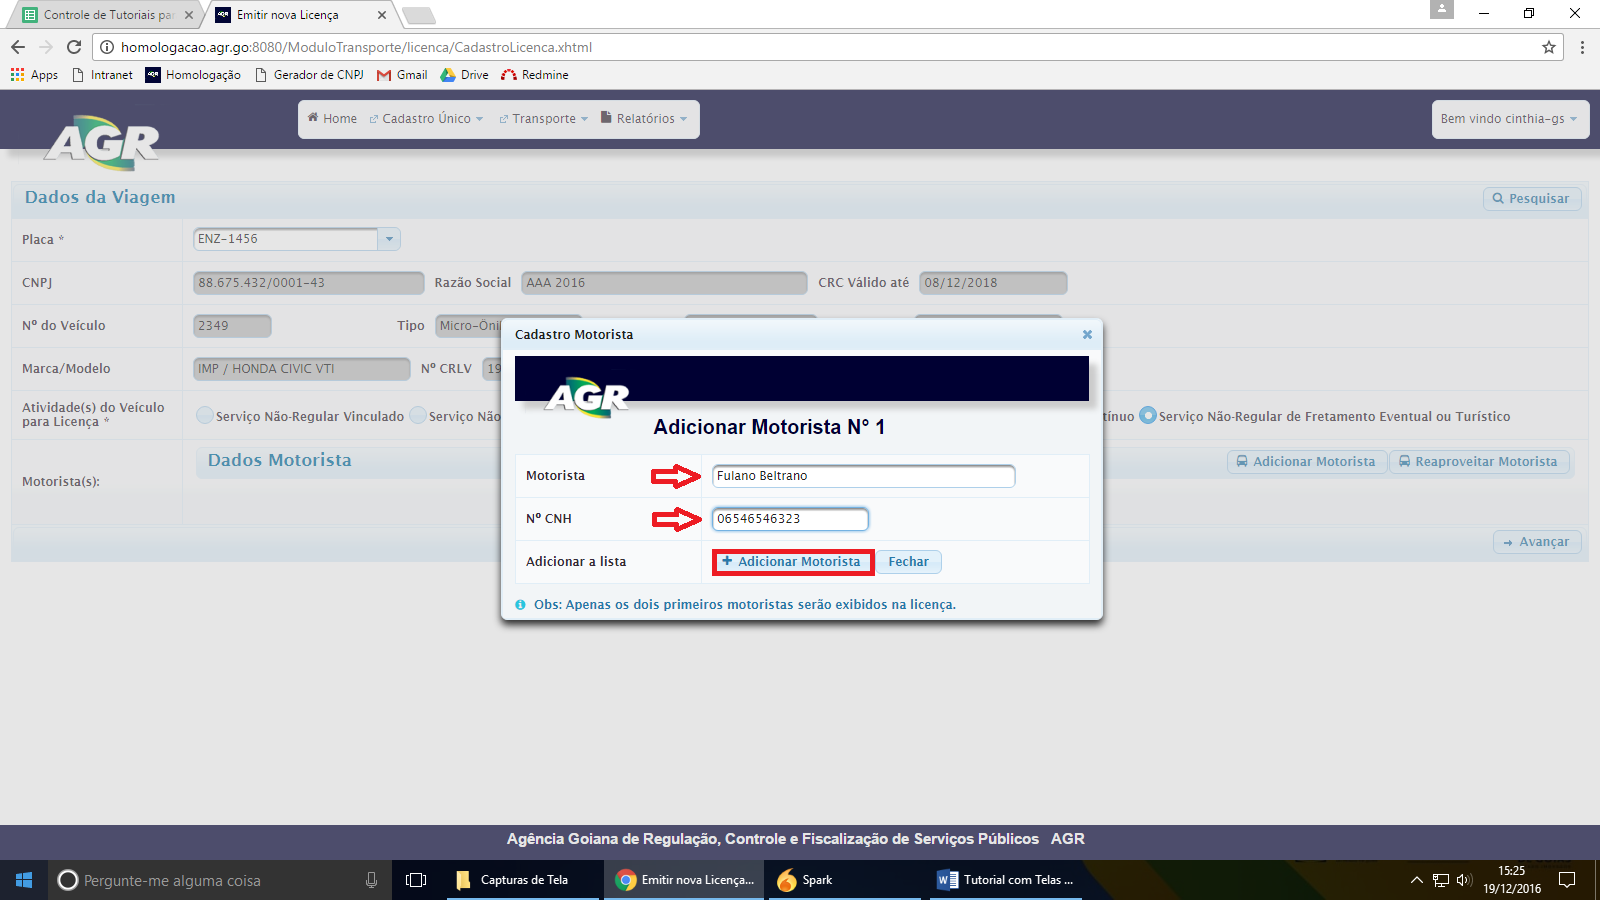 Controle de Tutoriais par
Emitir nova Licença
homologacao.agr.go:8080/ModuloTransporte/licenca/CadastroLicenca.xhtml
Apps
Intranet
Homologação
Gerador de CNPJ
Gmail
Drive
Redmine
AGR
Home
Cadastro Único
Transporte
Relatórios
Bem vindo cinthia-gs
Dados da Viagem
Pesquisar
Placa *
ENZ-1456
CNPJ
88.675.432/0001-43
Razão Social
AAA 2016
CRC Válido até
08/12/2018
Nº do Veículo
2349
Tipo
Micro-Ôni
Marca/Modelo
IMP / HONDA CIVIC VTI
Nº CRLV
19
Atividade(s) do Veículo
para Licença *
Serviço Não-Regular Vinculado
Serviço Não
tínuo
Serviço Não-Regular de Fretamento Eventual ou Turístico
Motorista(s):
Dados Motorista
Adicionar Motorista
Reaproveitar Motorista
Avançar
Cadastro Motorista
AGR
Adicionar Motorista N° 1
Motorista
Fulano Beltrano
Nº CNH
06546546323
Adicionar a lista
Adicionar Motorista
Fechar
Obs: Apenas os dois primeiros motoristas serão exibidos na licença.
Agência Goiana de Regulação, Controle e Fiscalização de Serviços Públicos AGR
Pergunte-me alguma coisa
Capturas de Tela
Emitir nova Licença...
Spark
Tutorial com Telas ...
15:25
19/12/2016